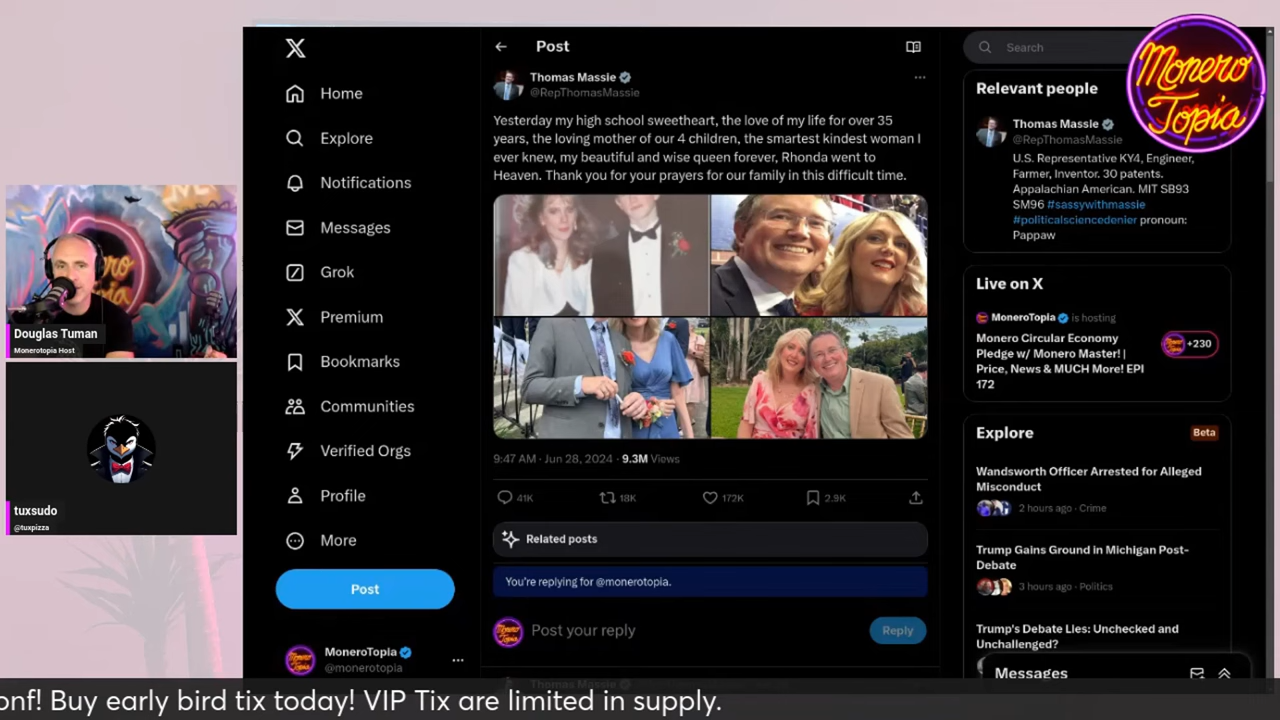 Monero
Topia
Douglas Tuman
Monerotopia Host
tuxsudo
@tuxpizza
Home
Explore
Notifications
Messages
Grok
Premium
Bookmarks
Communities
Verified Orgs
Profile
More
Post
MoneroTopia
@monerotopia
Post
Thomas Massie
@RepThomasMassie
Yesterday my high school sweetheart, the love of my life for over 35
years, the loving mother of our 4 children, the smartest kindest woman I
ever knew, my beautiful and wise queen forever, Rhonda went to
Heaven. Thank you for your prayers for our family in this difficult time.
9:47 AM · Jun 28, 2024 · 9.3M Views
41K 18K 172K 2.9K
Related posts
You're replying for @monerotopia.
Post your reply
Reply
Search
Relevant people
Thomas Massie
@RepThomasMassie
U.S. Representative KY4, Engineer,
Farmer, Inventor. 30 patents.
Appalachian American. MIT SB93
SM96 #sassywithmassie
#politicalsciencedenier pronoun:
Pappaw
Live on X
MoneroTopia is hosting
Monero Circular Economy
Pledge w/ Monero Master! |
Price, News & MUCH More! EPI
172
+230
Explore
Beta
Wandsworth Officer Arrested for Alleged
Misconduct
2 hours ago · Crime
Trump Gains Ground in Michigan Post-
Debate
3 hours ago · Politics
Trump's Debate Lies: Unchecked and
Unchallenged?
Messages
onf! Buy early bird tix today! VIP Tix are limited in supply.